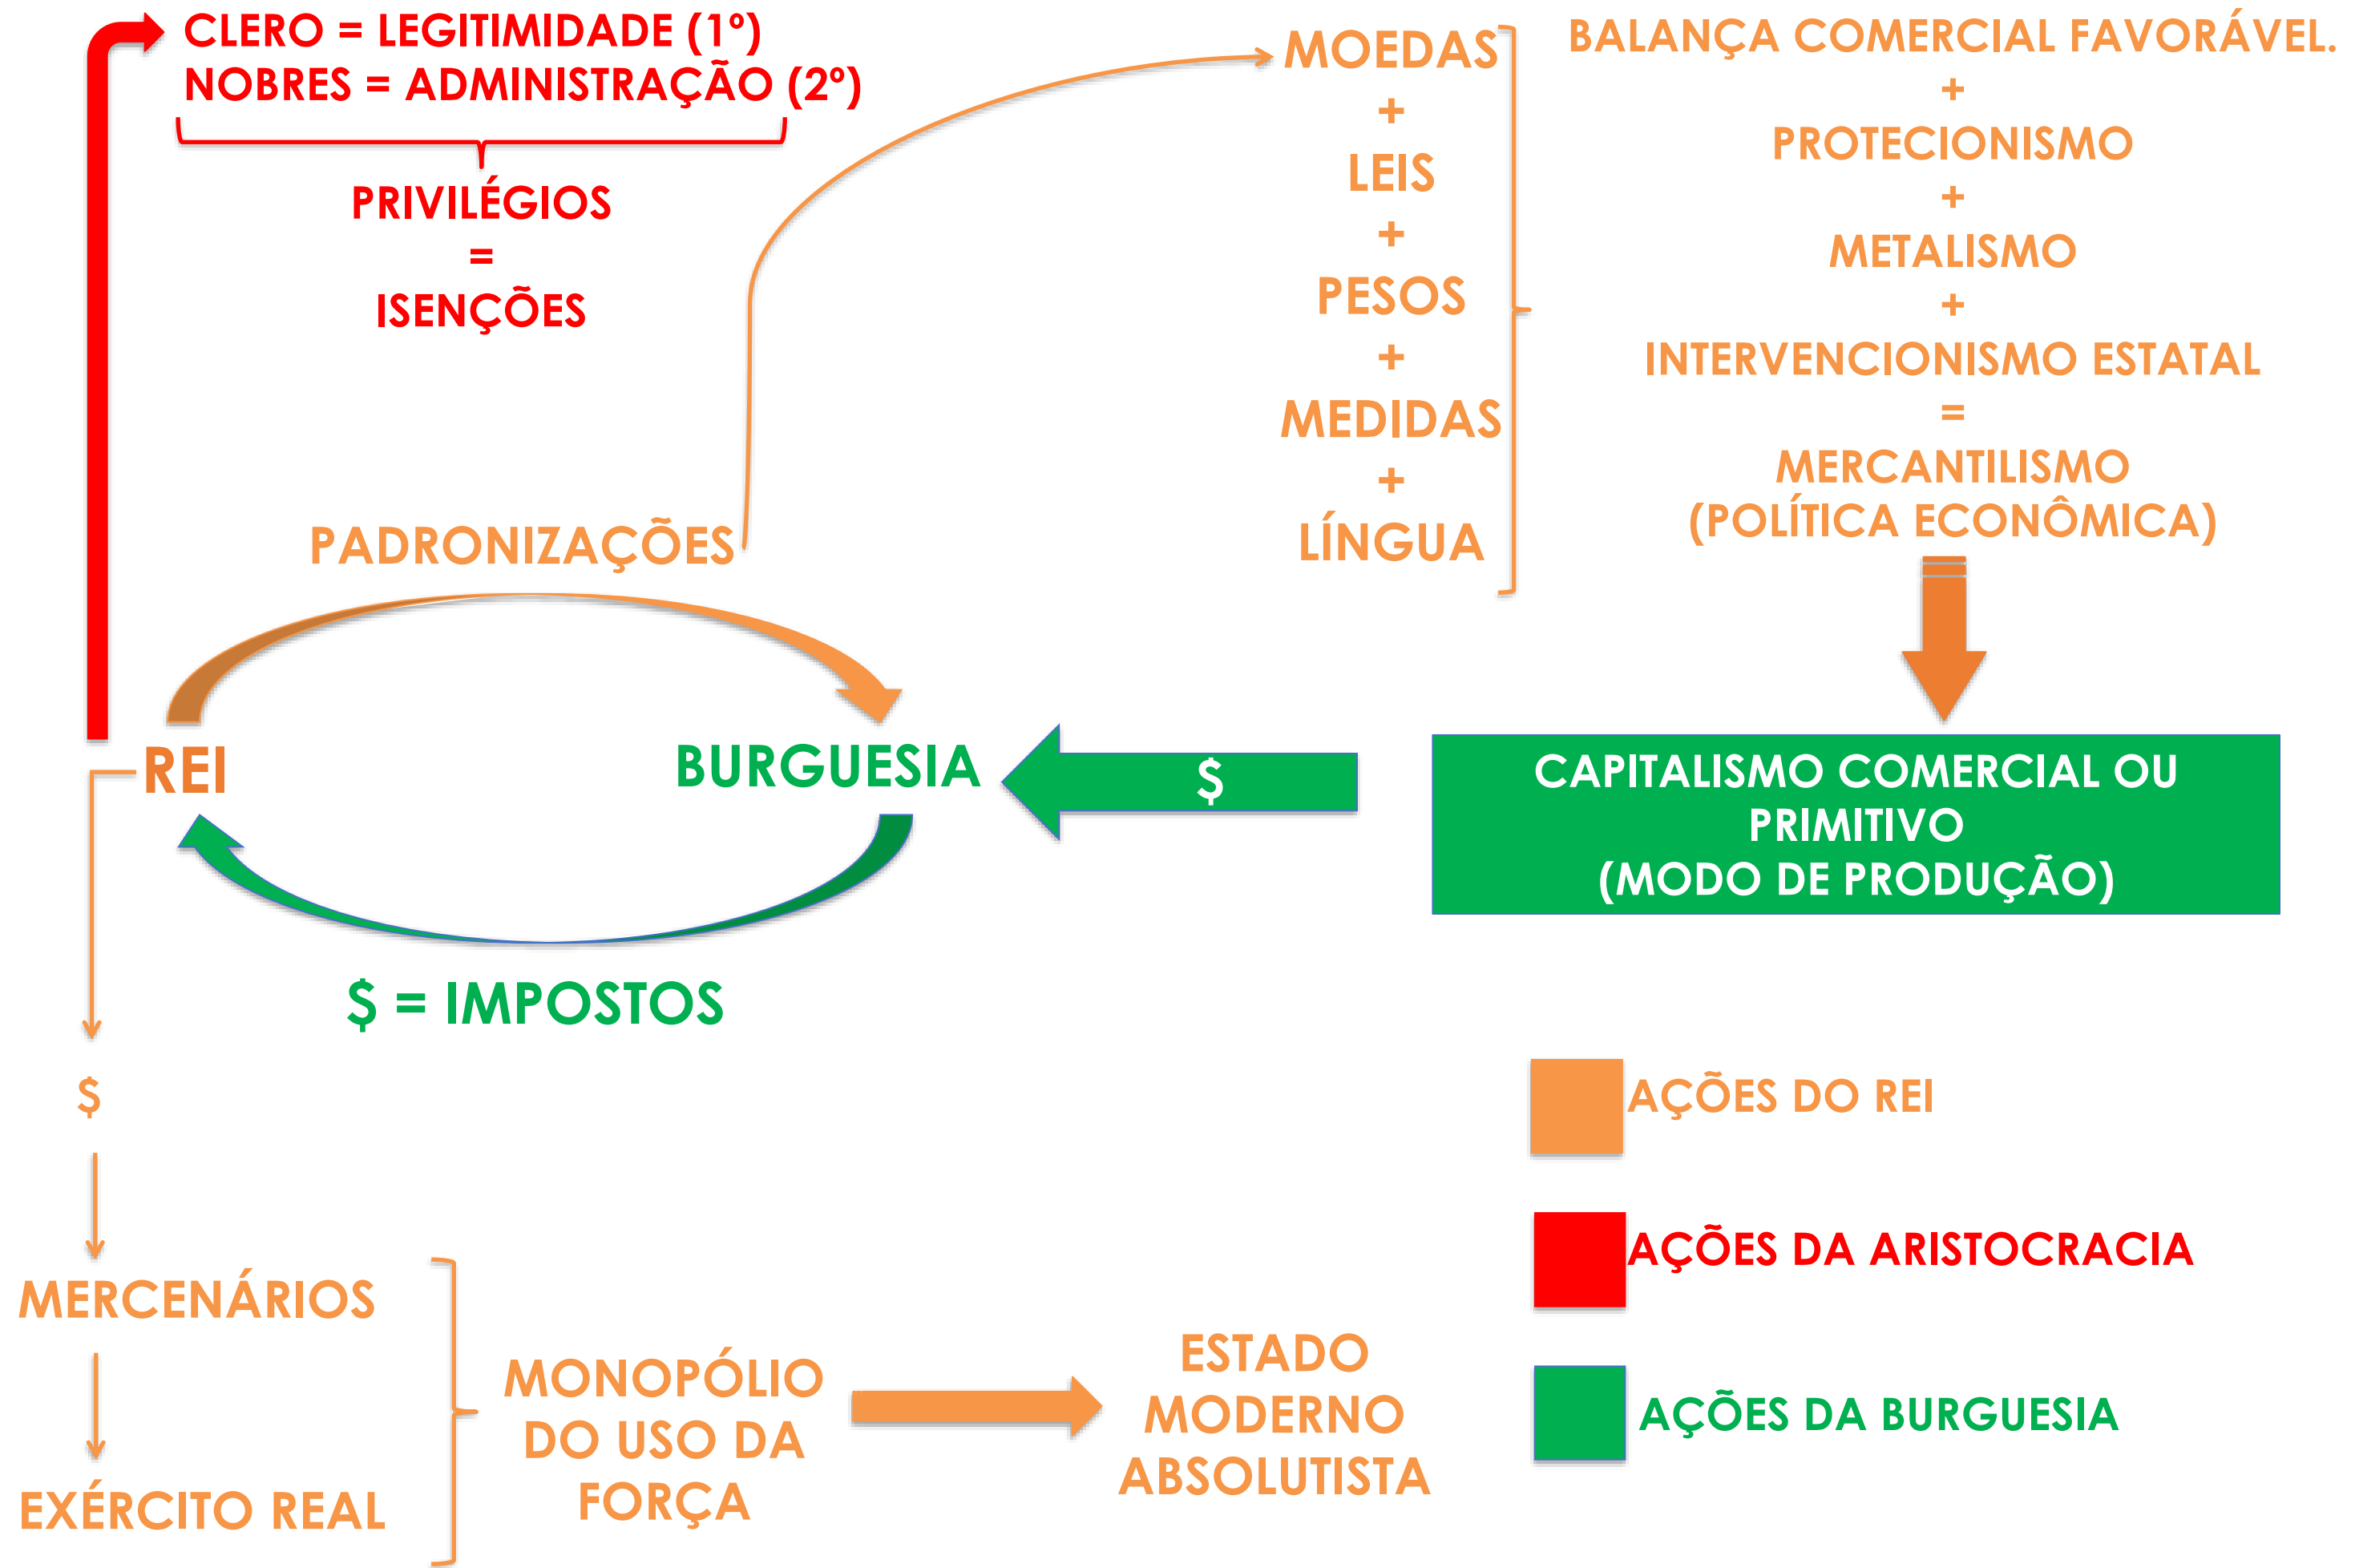 CLERO = LEGITIMIDADE (1º)
NOBRES = ADMINISTRAÇÃO (2º)
PRIVILÉGIOS
=
ISENÇÕES
PADRONIZAÇÕES
MOEDAS
+
LEIS
+
PESOS
+
MEDIDAS
+
LÍNGUA
BALANÇA COMERCIAL FAVORÁVEL.
+
PROTECIONISMO
+
METALISMO
+
INTERVENCIONISMO ESTATAL
=
MERCANTILISMO
(POLÍTICA ECONÔMICA)
REI
BURGUESIA
$
CAPITALISMO COMERCIAL OU
PRIMITIVO
(MODO DE PRODUÇÃO)
$ = IMPOSTOS
$
MERCENÁRIOS
EXÉRCITO REAL
MONOPÓLIO
DO USO DA
FORÇA
ESTADO
MODERNO
ABSOLUTISTA
AÇÕES DO REI
AÇÕES DA ARISTOCRACIA
AÇÕES DA BURGUESIA